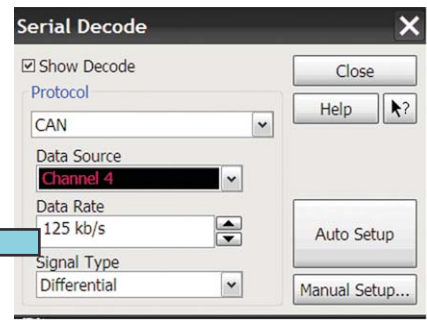 Serial Decode
Show Decode
Close
Protocol
Help
?
CAN
Data Source
Channel 4
Data Rate
125 kb/s
Auto Setup
Signal Type
Differential
Manual Setup...